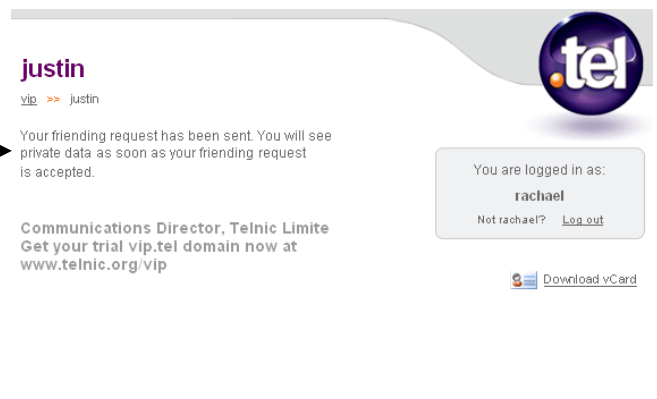 justin
.tel
vip >> justin
Your friending request has been sent. You will see
private data as soon as your friending request
is accepted.
You are logged in as:
rachael
Not rachael? Log out
Communications Director, Telnic Limite
Get your trial vip.tel domain now at
www.telnic.org/vip
Download vCard